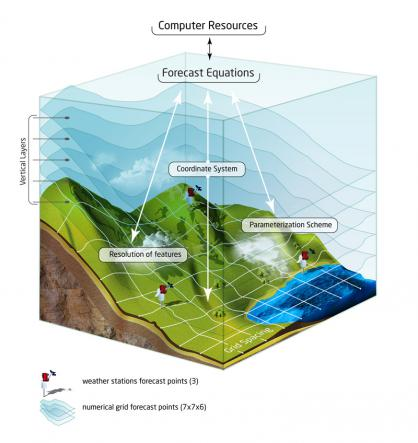 Computer Resources
Forecast Equations
Vertical Layers
Coordinate System
Parameterization Scheme
Resolution of features
Grid Spacing
weather stations forecast points (3)
numerical grid forecast points (7x7x6)